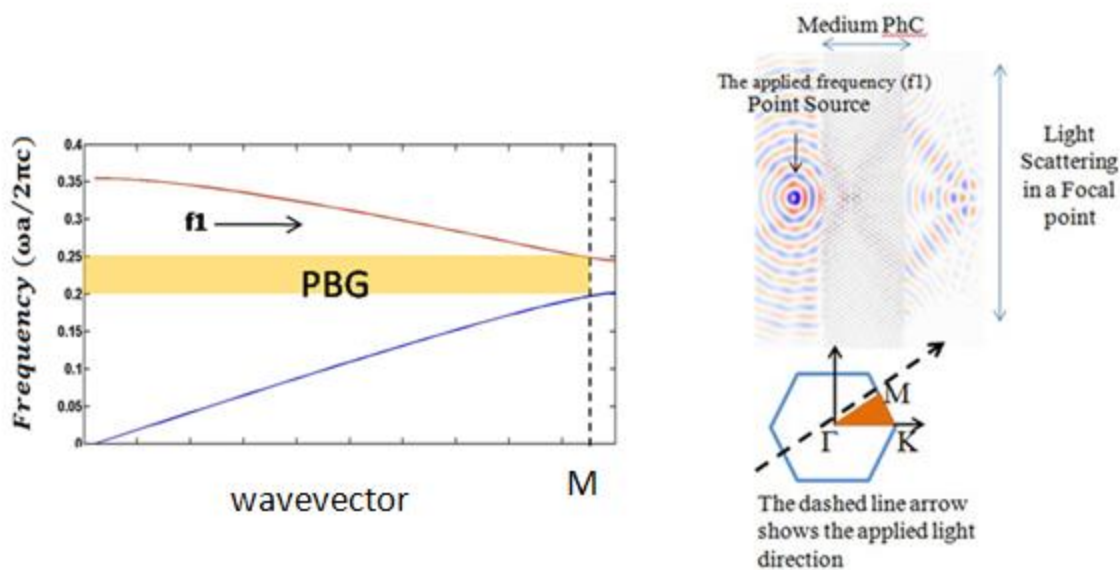 Frequency (ωa/2πc)
0.4
0.35
0.3
0.25
0.2
0.15
0.1
0.05
0
f1
PBG
wavevector
M
Medium PhC
The applied frequency (f1)
Point Source
Light
Scattering
in a Focal
point
M
Γ
K
The dashed line arrow
shows the applied light
direction